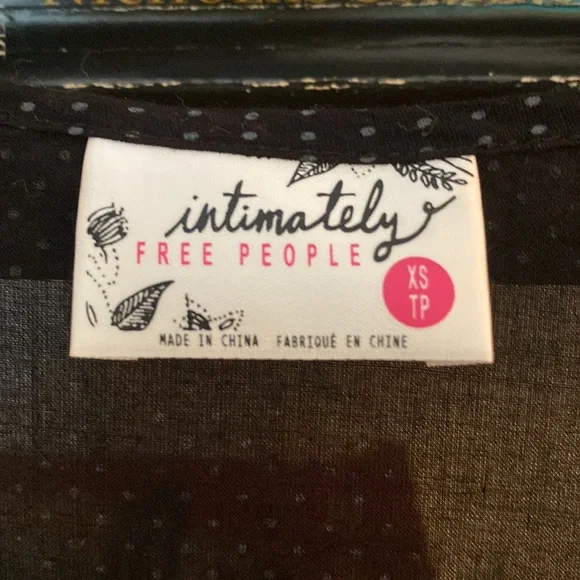 intimately
FREE PEOPLE
XS
TP
MADE IN CHINA FABRIQUÉ EN CHINE